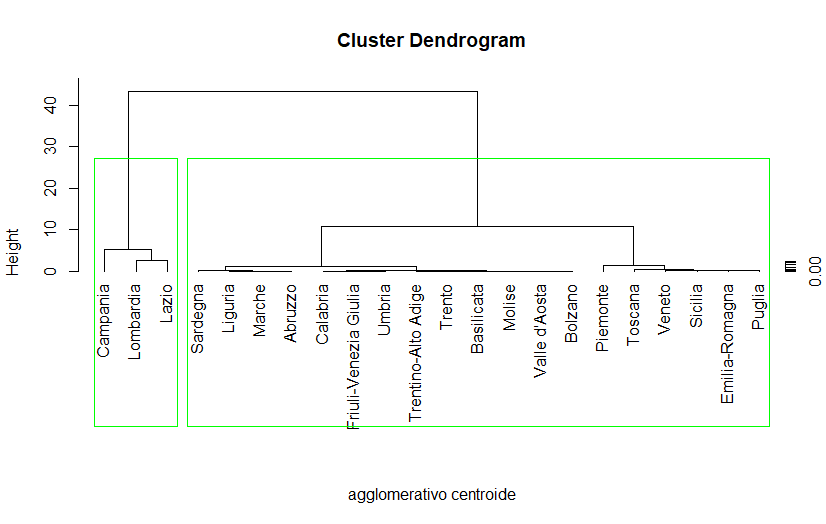 Cluster Dendrogram
Height
0
10
20
30
40
Campania
Lombardia
Lazio
Sardegna
Liguria
Marche
Abruzzo
Calabria
Friuli-Venezia Giulia
Umbria
Trentino-Alto Adige
Trento
Basilicata
Molise
Valle d'Aosta
Bolzano
Piemonte
Toscana
Veneto
Sicilia
Emilia-Romagna
Puglia
0.00
agglomerativo centroide